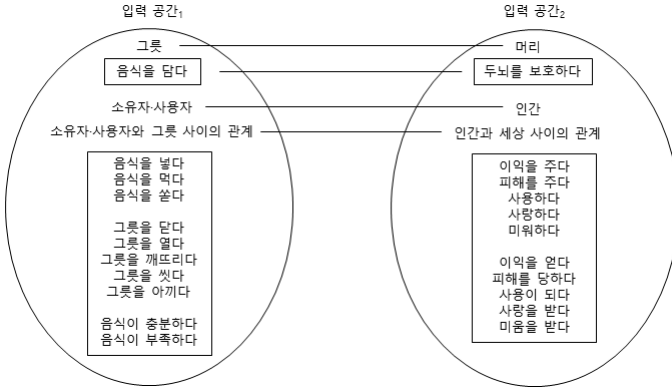 입력 공간₁
입력 공간₂
그릇
머리
음식을 담다
두뇌를 보호하다
소유자·사용자
인간
소유자·사용자와 그릇 사이의 관계
인간과 세상 사이의 관계
음식을 넣다
음식을 먹다
음식을 쏟다
그릇을 닫다
그릇을 열다
그릇을 깨뜨리다
그릇을 씻다
그릇을 아끼다
음식이 충분하다
음식이 부족하다
이익을 주다
피해를 주다
사용하다
사랑하다
미워하다
이익을 얻다
피해를 당하다
사용이 되다
사랑을 받다
미움을 받다